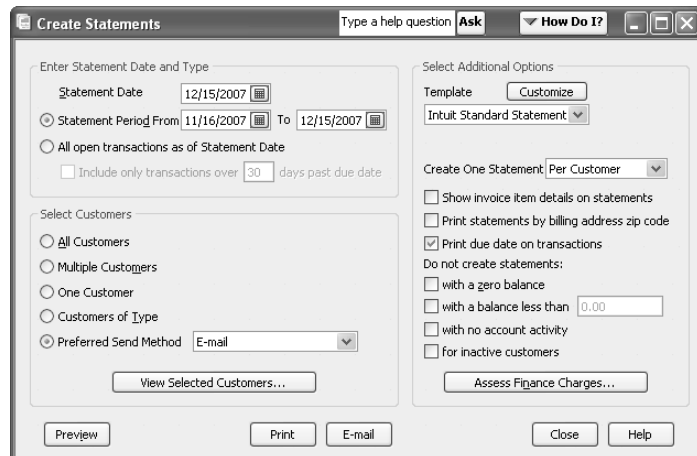 Create Statements
Type a help question Ask
How Do I?
Enter Statement Date and Type
Statement Date 12/15/2007
Statement Period From 11/16/2007 To 12/15/2007
All open transactions as of Statement Date
Include only transactions over 30 days past due date
Select Customers
All Customers
Multiple Customers
One Customer
Customers of Type
Preferred Send Method E-mail
View Selected Customers...
Select Additional Options
Template Customize
Intuit Standard Statement
Create One Statement Per Customer
Show invoice item details on statements
Print statements by billing address zip code
Print due date on transactions
Do not create statements:
with a zero balance
with a balance less than 0.00
with no account activity
for inactive customers
Assess Finance Charges...
Preview
Print
E-mail
Close
Help